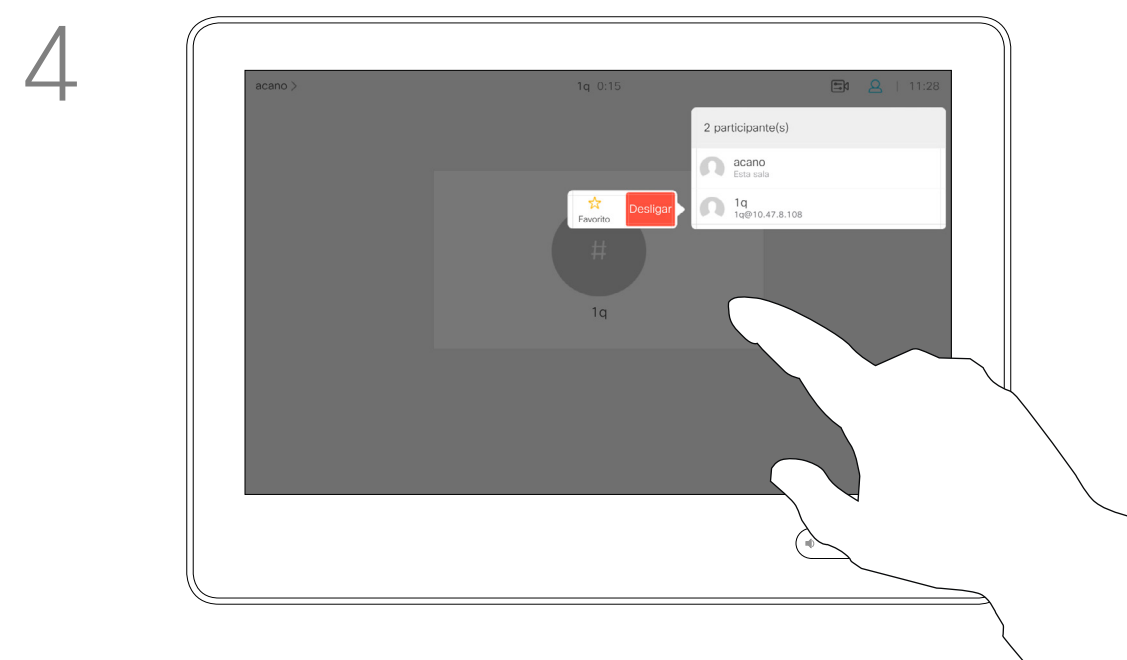 4
acano >
1q 0:15
11:28
2 participante(s)
acano
Esta sala
Favorito
Desligar
1q
1q@10.47.8.108
#
1q